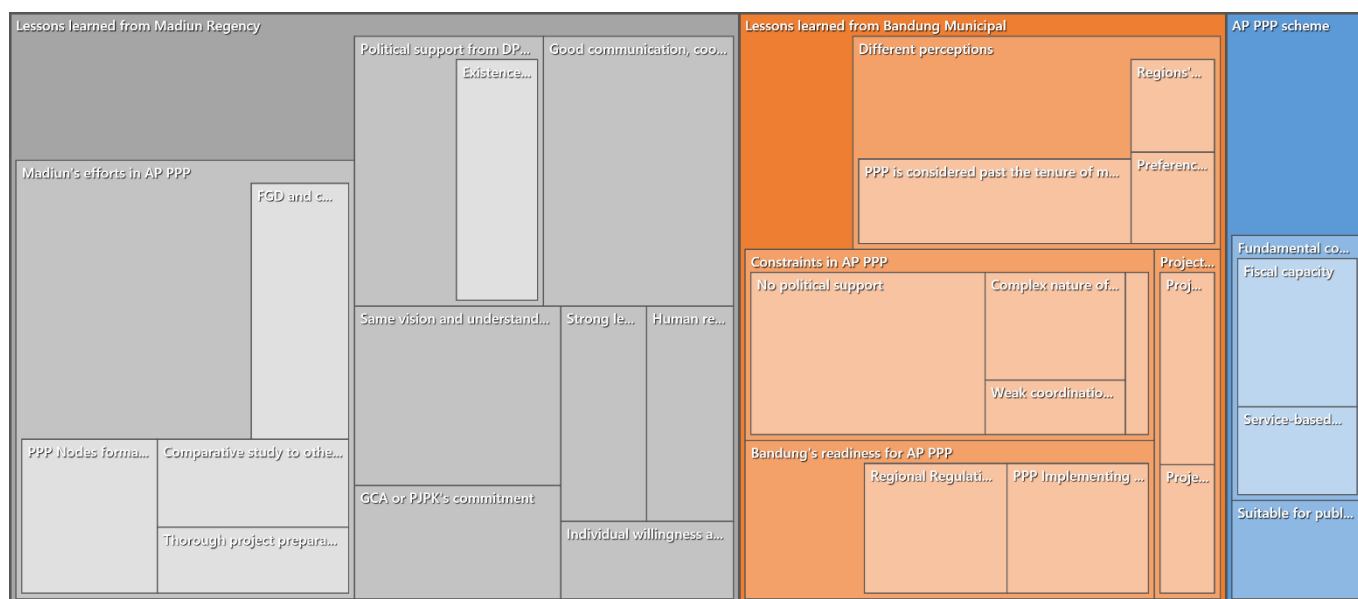 Lessons learned from Madiun Regency
Madiun's efforts in AP PPP
FGD and c...
PPP Nodes forma...
Comparative study to othe...
Thorough project prepara...
Political support from DP...
Existence...
Good communication, coo...
Same vision and understand...
Strong le...
Human re...
GCA or PJPK's commitment
Individual willingness a...
Lessons learned from Bandung Municipal
Different perceptions
Regions'...
PPP is considered past the tenure of m...
Preferenc...
Constraints in AP PPP
No political support
Complex nature of...
Weak coordinatio...
Project...
Proj...
Proje...
Bandung's readiness for AP PPP
Regional Regulati...
PPP Implementing ...
AP PPP scheme
Fundamental co...
Fiscal capacity
Service-based...
Suitable for publ...